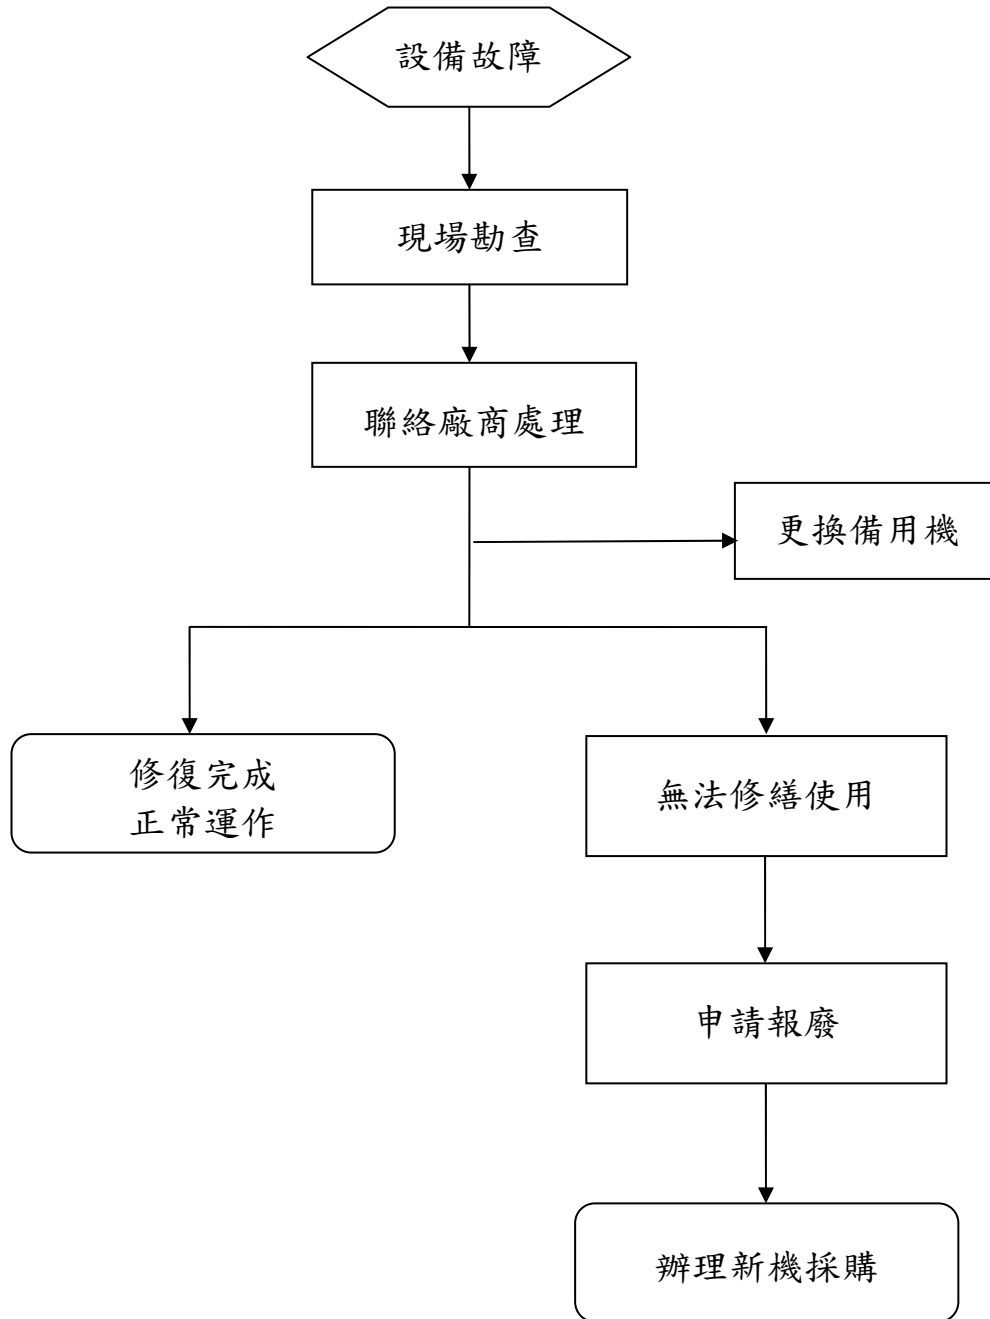 設備故障
現場勘查
聯絡廠商處理
更換備用機
修復完成
正常運作
無法修繕使用
申請報廢
辦理新機採購